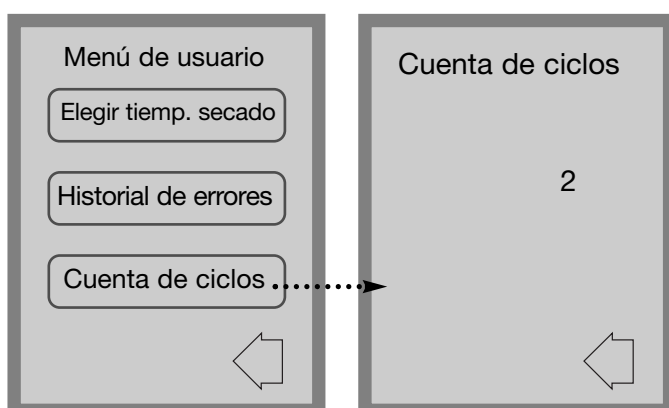 Menú de usuario
Elegir tiemp. secado
Historial de errores
Cuenta de ciclos
Cuenta de ciclos
2